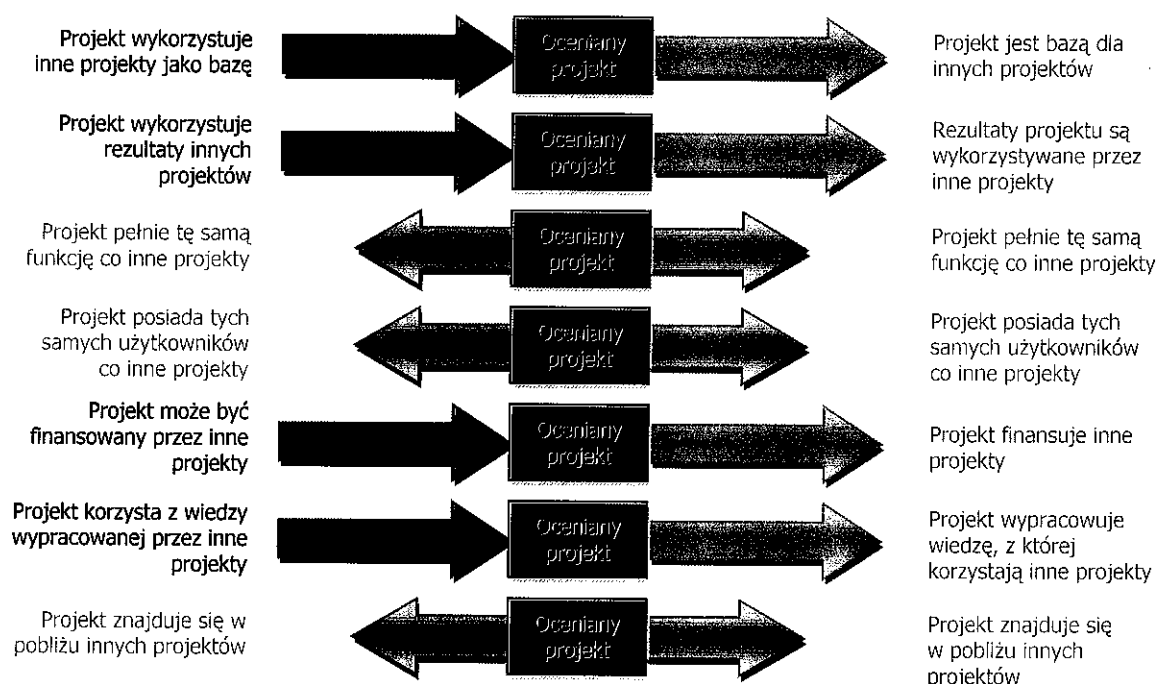 Projekt wykorzystuje
inne projekty jako bazę
Oceniany
projekt
Projekt jest bazą dla
innych projektów
Projekt wykorzystuje
rezultaty innych
projektów
Oceniany
projekt
Rezultaty projektu są
wykorzystywane przez
inne projekty
Projekt pełnie tę samą
funkcję co inne projekty
Oceniany
projekt
Projekt pełnie tę samą
funkcję co inne projekty
Projekt posiada tych
samych użytkowników
co inne projekty
Oceniany
projekt
Projekt posiada tych
samych użytkowników
co inne projekty
Projekt może być
finansowany przez inne
projekty
Oceniany
projekt
Projekt finansuje inne
projekty
Projekt korzysta z wiedzy
wypracowanej przez inne
projekty
Oceniany
projekt
Projekt wypracowuje
wiedzę, z której
korzystają inne projekty
Projekt znajduje się w
pobliżu innych projektów
Oceniany
projekt
Projekt znajduje się
w pobliżu innych
projektów